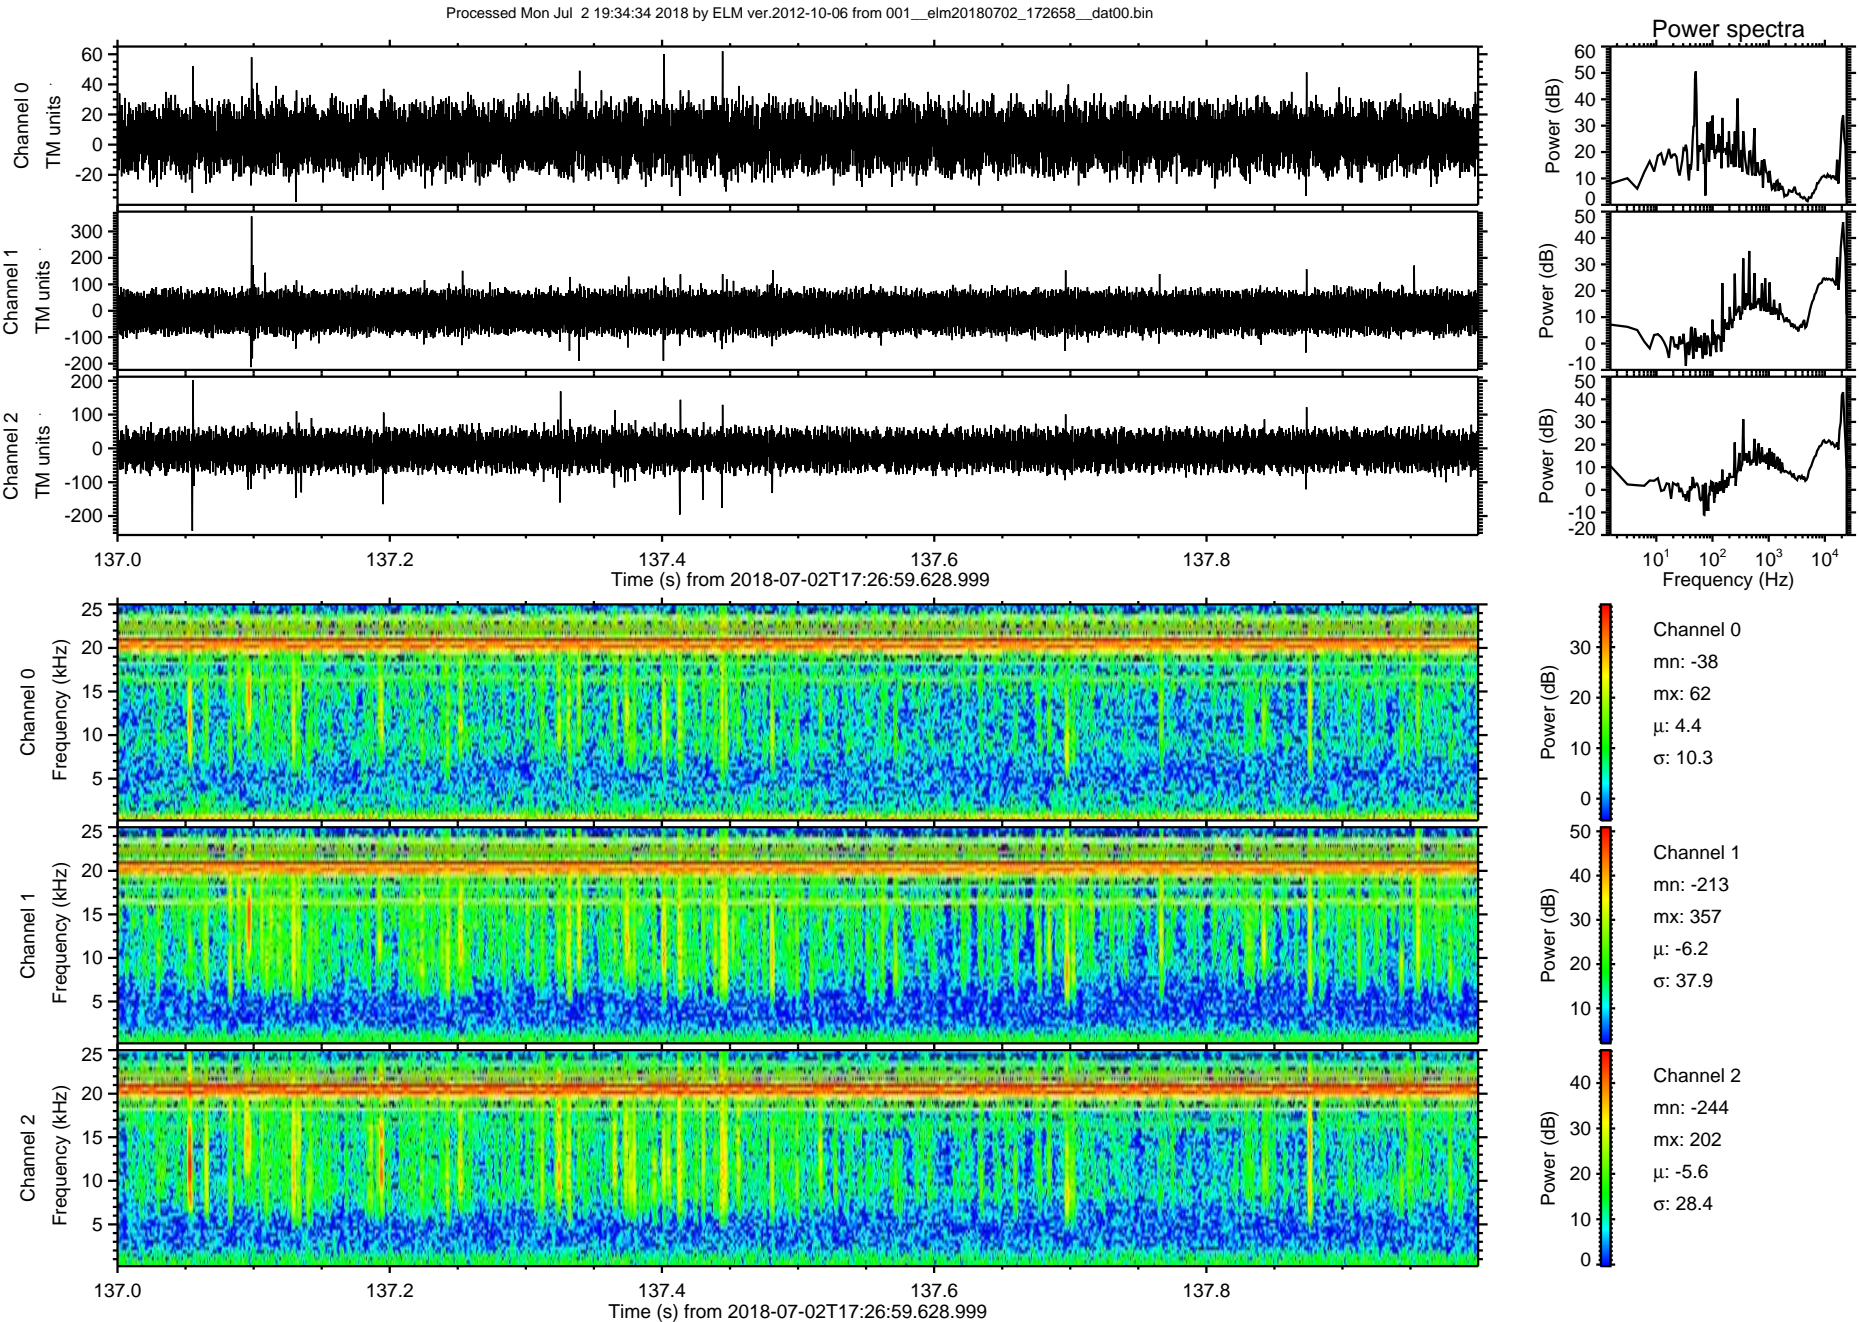 Processed Mon Jul  2 19:34:34 2018 by ELM ver.2012-10-06 from 001__elm20180702_172658__dat00.bin
Power spectra
Channel 0
TM units
60
40
20
0
-20
Power (dB)
60
50
40
30
20
10
0
Channel 1
TM units
300
200
100
0
-100
-200
Power (dB)
50
40
30
20
10
0
-10
Channel 2
TM units
200
100
0
-100
-200
Power (dB)
50
40
30
20
10
0
-10
-20
137.0 137.2 137.4 137.6 137.8
Time (s) from 2018-07-02T17:26:59.628.999
10^1 10^2 10^3 10^4
Frequency (Hz)
Channel 0
Frequency (kHz)
25
20
15
10
5
Power (dB)
30
20
10
0
Channel 0
mn: -38
mx: 62
μ: 4.4
σ: 10.3
Channel 1
Frequency (kHz)
25
20
15
10
5
Power (dB)
50
40
30
20
10
Channel 1
mn: -213
mx: 357
μ: -6.2
σ: 37.9
Channel 2
Frequency (kHz)
25
20
15
10
5
Power (dB)
40
30
20
10
0
Channel 2
mn: -244
mx: 202
μ: -5.6
σ: 28.4
137.0 137.2 137.4 137.6 137.8
Time (s) from 2018-07-02T17:26:59.628.999